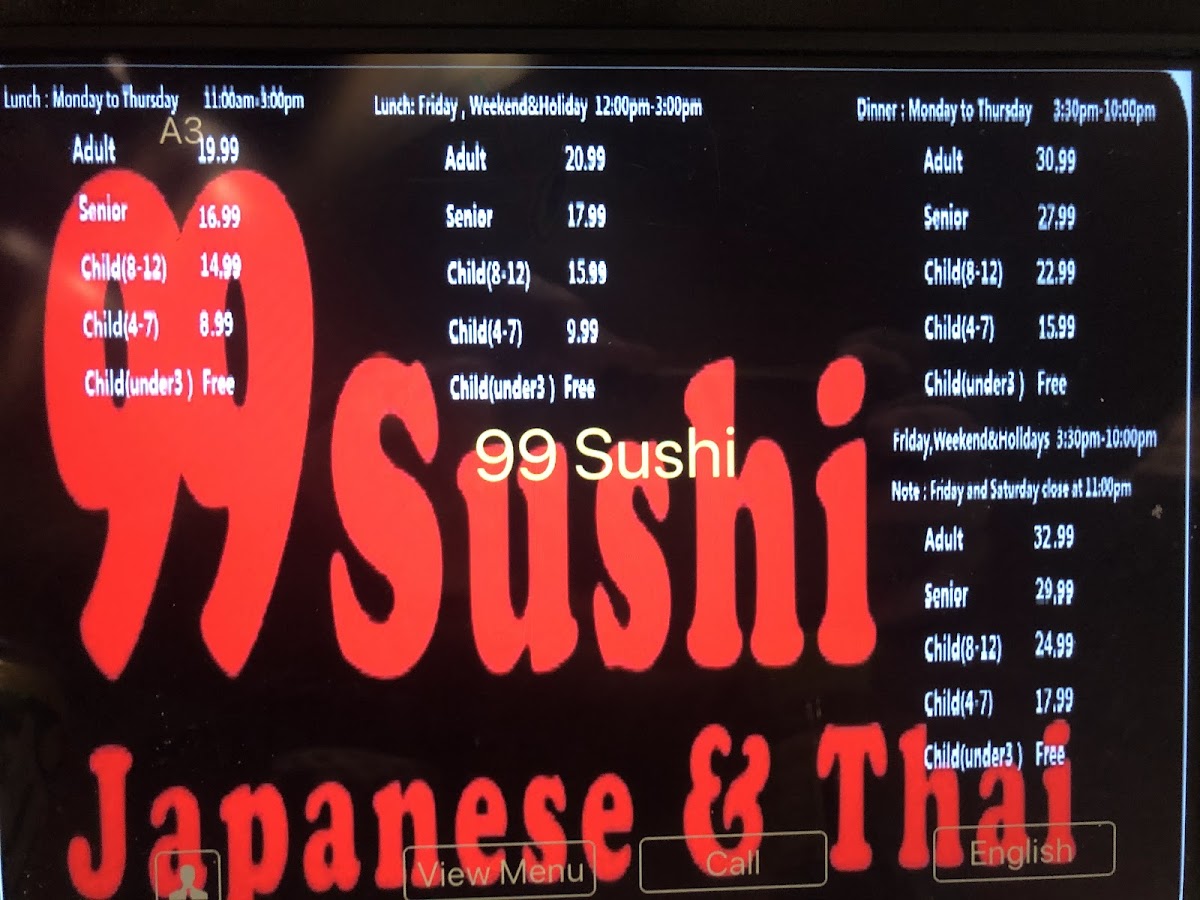 Lunch : Monday to Thursday 11:00am-3:00pm
A3
Adult 19.99
Senior 16.99
Child(8-12) 14.99
Child(4-7) 8.99
Child(under3 ) Free
Lunch: Friday , Weekend&Holiday 12:00pm-3:00pm
Adult 20.99
Senior 17.99
Child(8-12) 15.99
Child(4-7) 9.99
Child(under3 ) Free
Dinner : Monday to Thursday 3:30pm-10:00pm
Adult 30.99
Senior 27.99
Child(8-12) 22.99
Child(4-7) 15.99
Child(under3 ) Free
Friday,Weekend&Holidays 3:30pm-10:00pm
Note : Friday and Saturday close at 11:00pm
Adult 32.99
Senior 29.99
Child(8-12) 24.99
Child(4-7) 17.99
Child(under3 ) Free
99 Sushi
99 Sushi
Japanese & Thai
View Menu
Call
English